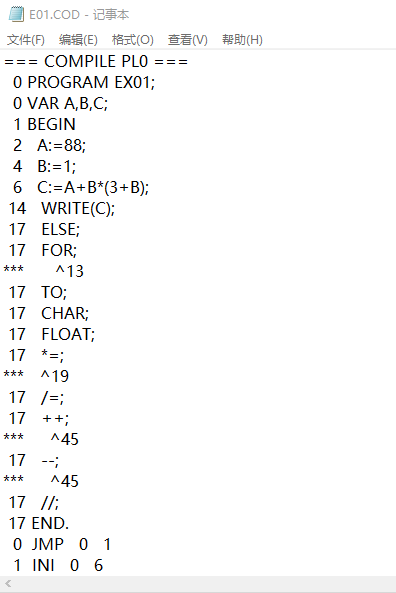 E01.COD - 记事本
文件(F) 编辑(E) 格式(O) 查看(V) 帮助(H)
=== COMPILE PL0 ===
0 PROGRAM EX01;
0 VAR A,B,C;
1 BEGIN
2 A:=88;
4 B:=1;
6 C:=A+B*(3+B);
14 WRITE(C);
17 ELSE;
17 FOR;
*** ^13
17 TO;
17 CHAR;
17 FLOAT;
17 *=;
*** ^19
17 /=;
17 ++;
*** ^45
17 --;
*** ^45
17 //;
17 END.
0 JMP 0 1
1 INI 0 6